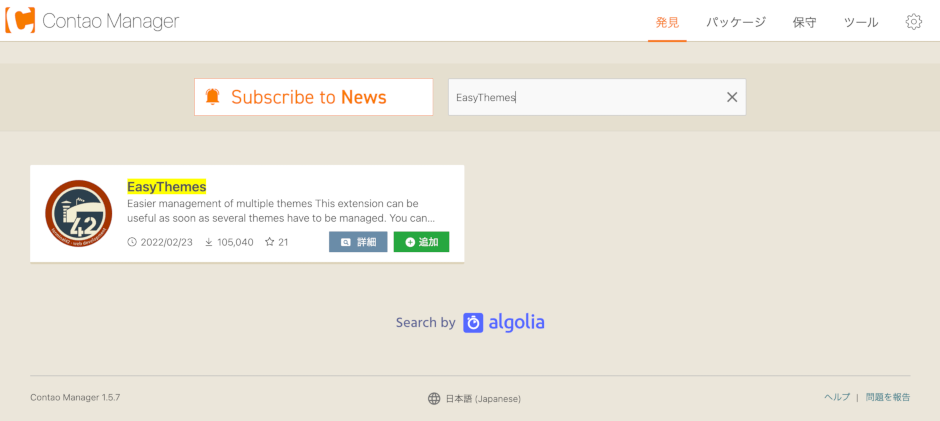 Contao Manager
発見 パッケージ 保守 ツール
Subscribe to News
EasyThemes
EasyThemes
Easier management of multiple themes This extension can be
useful as soon as several themes have to be managed. You can...
2022/02/23 105,040 21 詳細 追加
42
Search by algolia
Contao Manager 1.5.7 日本語 (Japanese) ヘルプ | 問題を報告